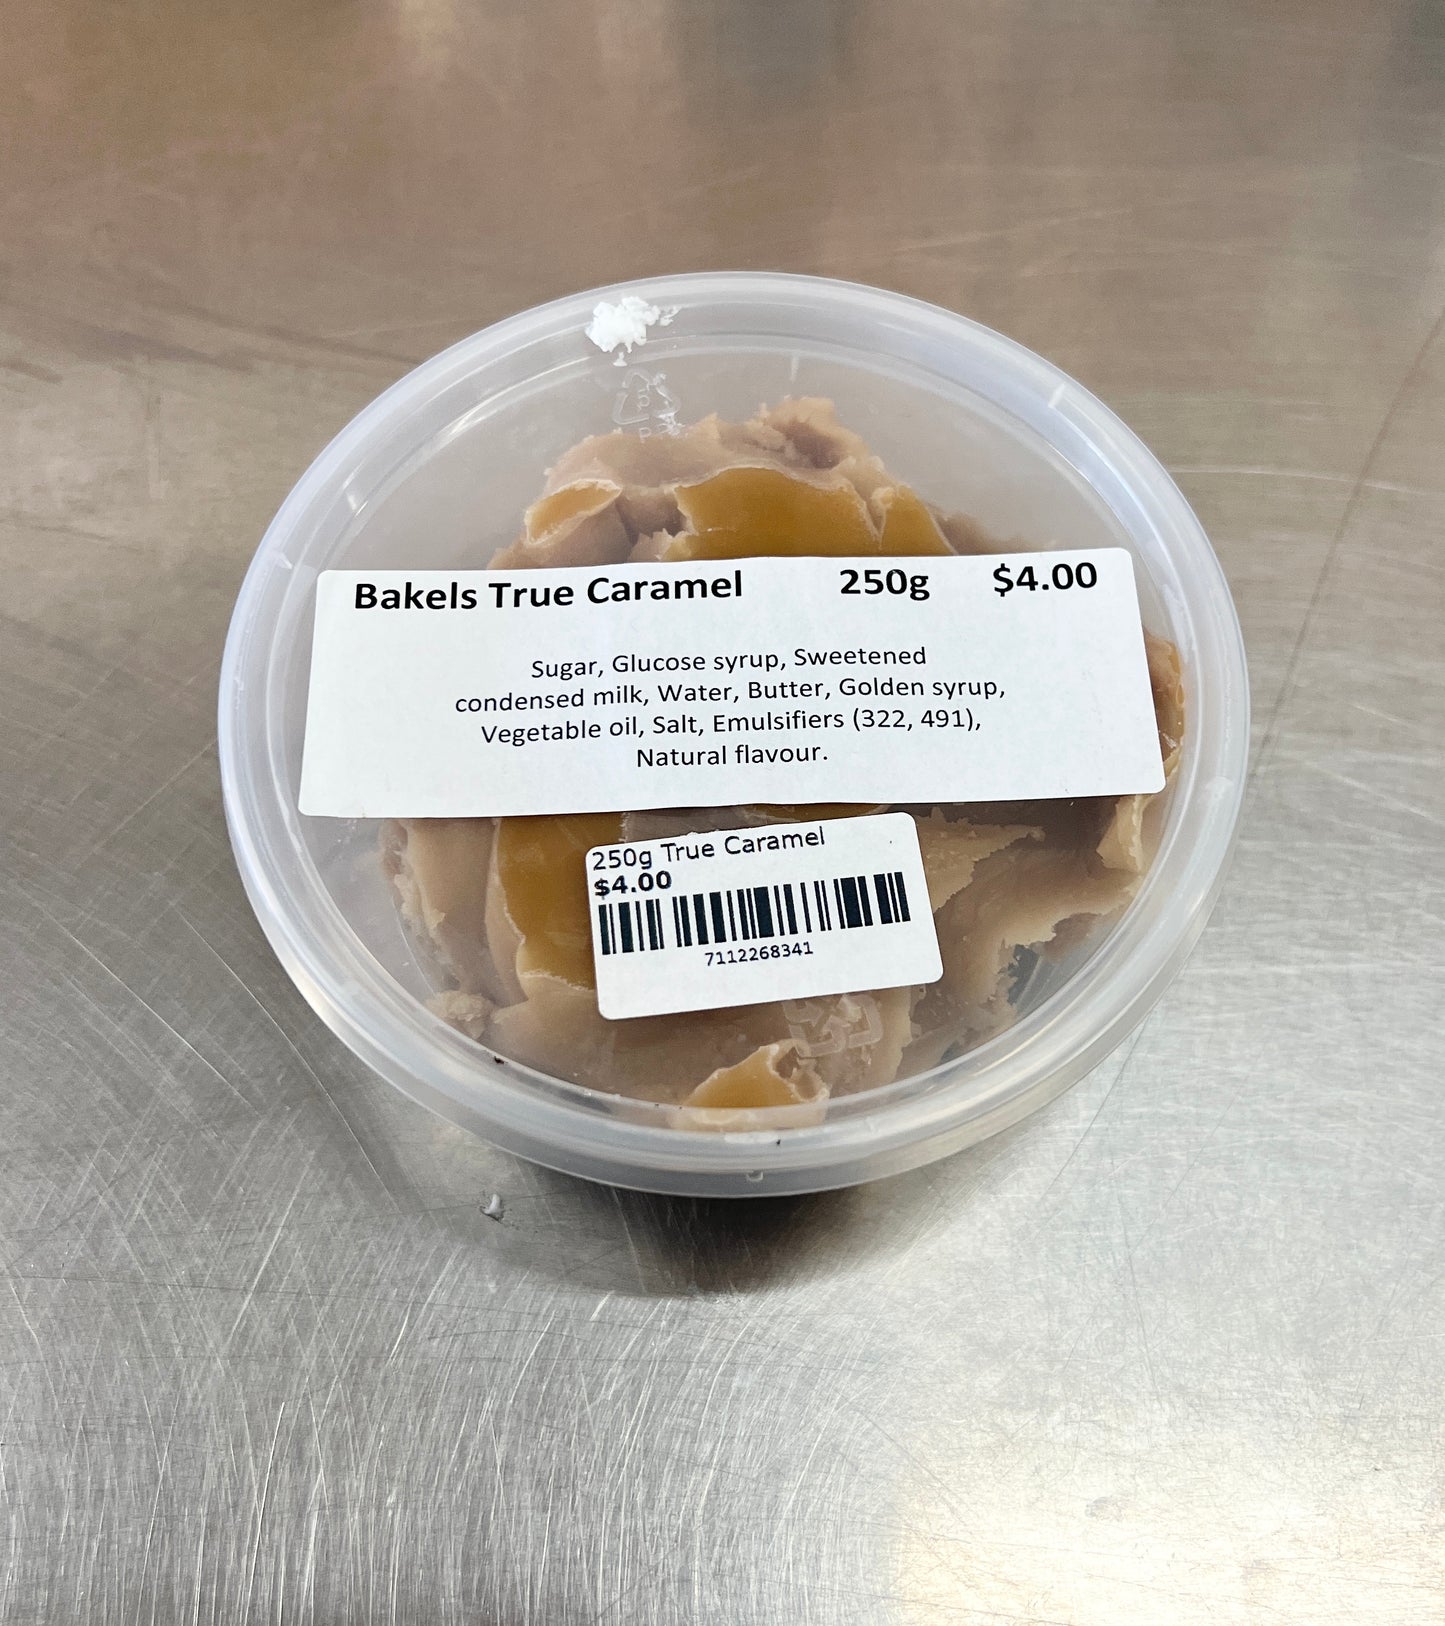 Bakels True Caramel 250g $4.00
Sugar, Glucose syrup, Sweetened
condensed milk, Water, Butter, Golden syrup,
Vegetable oil, Salt, Emulsifiers (322, 491),
Natural flavour.
250g True Caramel
$4.00
7112268341